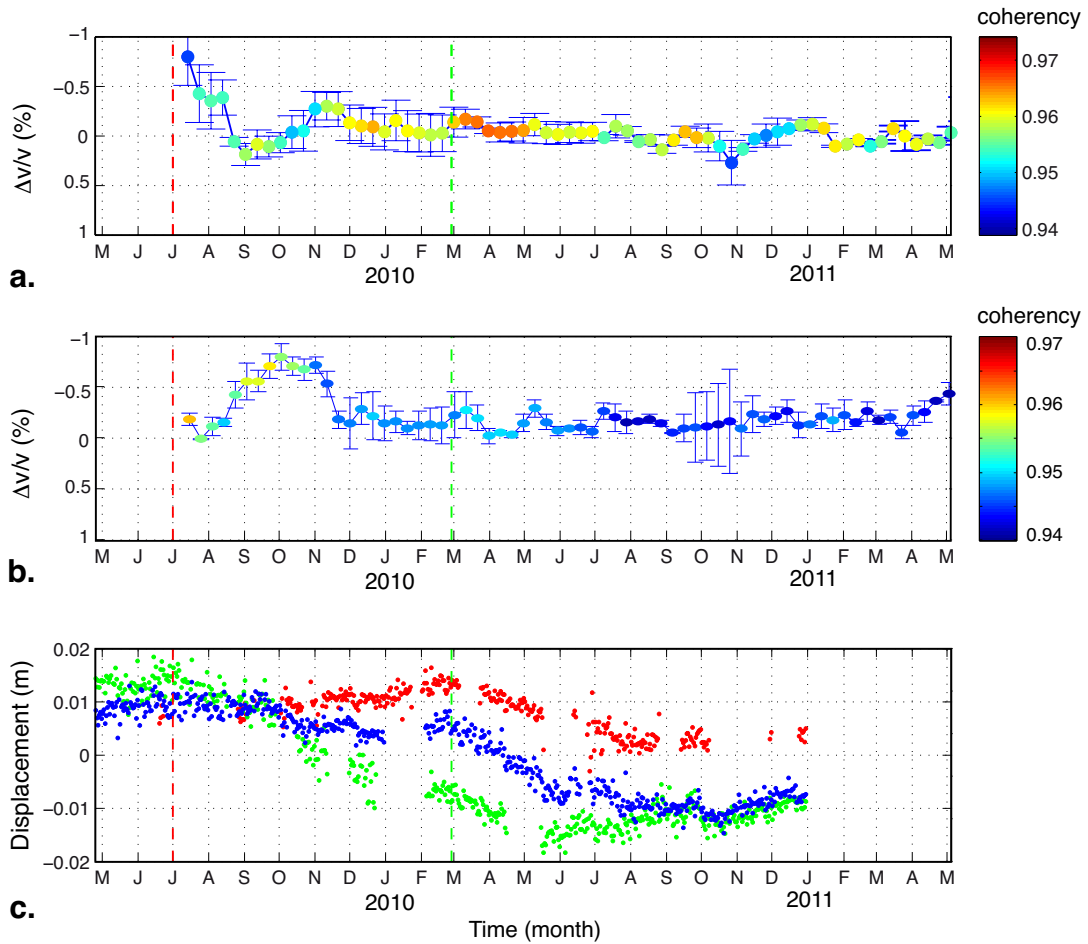 coherency
−1
−0.5
0
0.5
1
Δv/v (%)
0.97
0.96
0.95
0.94
M J J A S O N D J F M A M J J A S O N D J F M A M
2010 2011
a.
coherency
−1
−0.5
0
0.5
1
Δv/v (%)
0.97
0.96
0.95
0.94
M J J A S O N D J F M A M J J A S O N D J F M A M
2010 2011
b.
0.02
0.01
0
−0.01
−0.02
Displacement (m)
M J J A S O N D J F M A M J J A S O N D J F M A M
2010 2011
c.
Time (month)